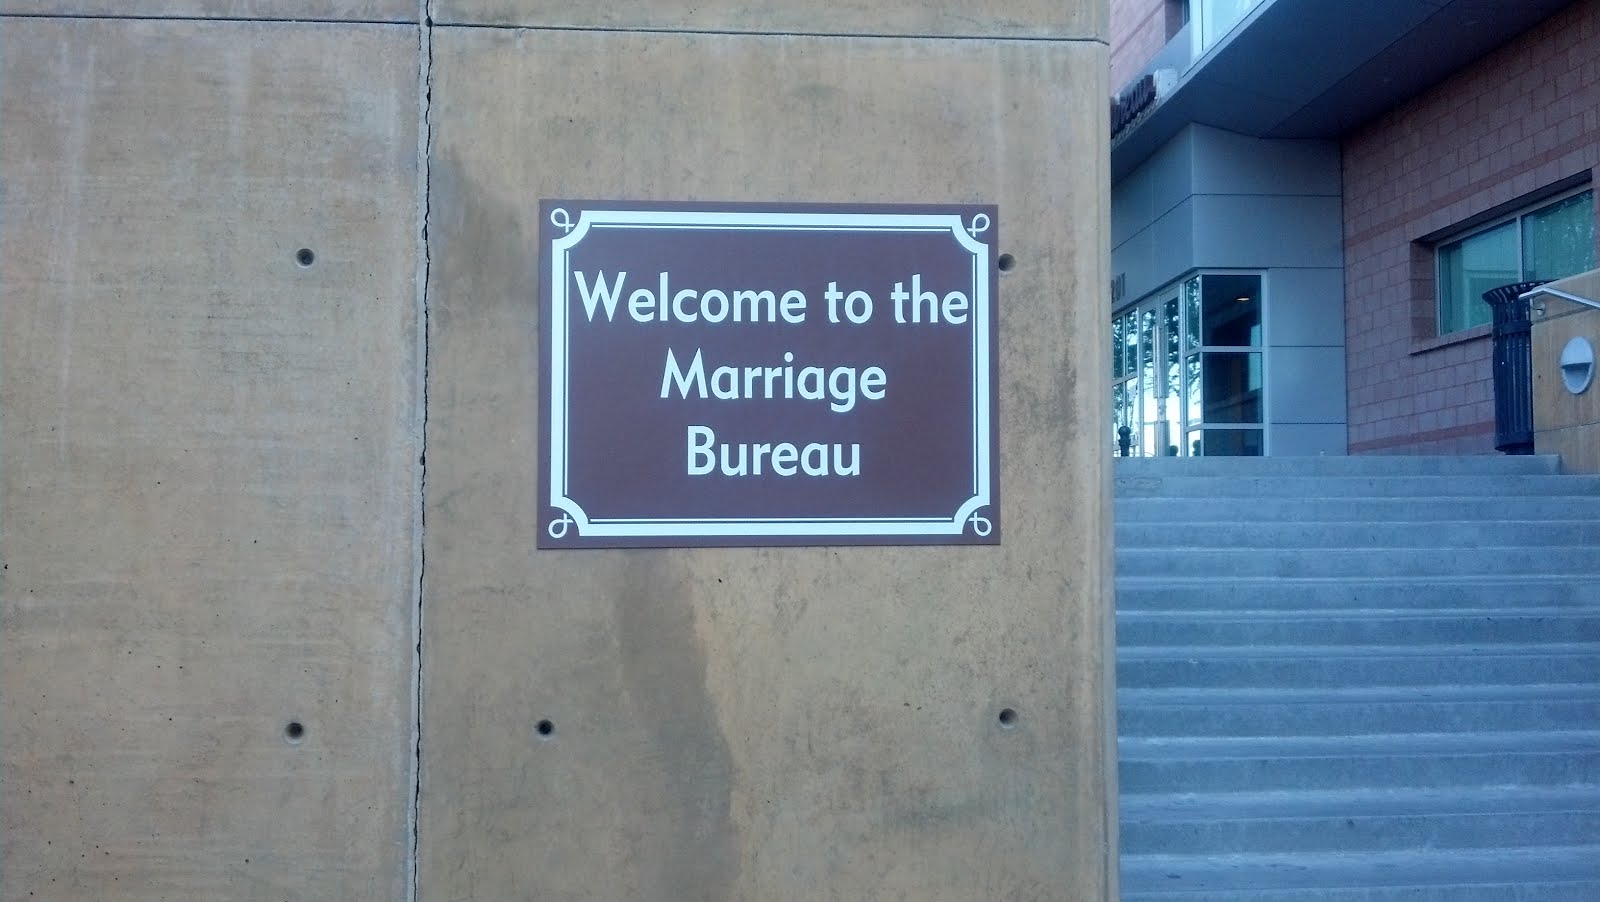 Welcome to the
Marriage
Bureau